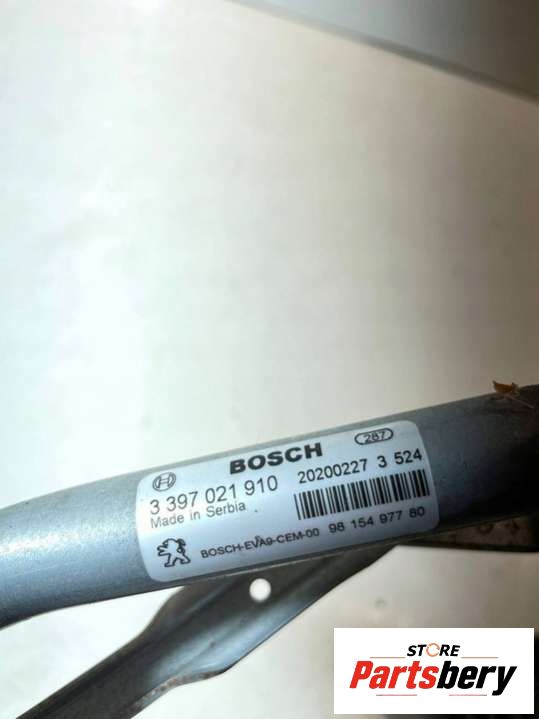 BOSCH
287
3 397 021 910
20200227 3 524
Made in Serbia
BOSCH-EVA9-CEM-00
98 154 977 80
STORE
Partsbery